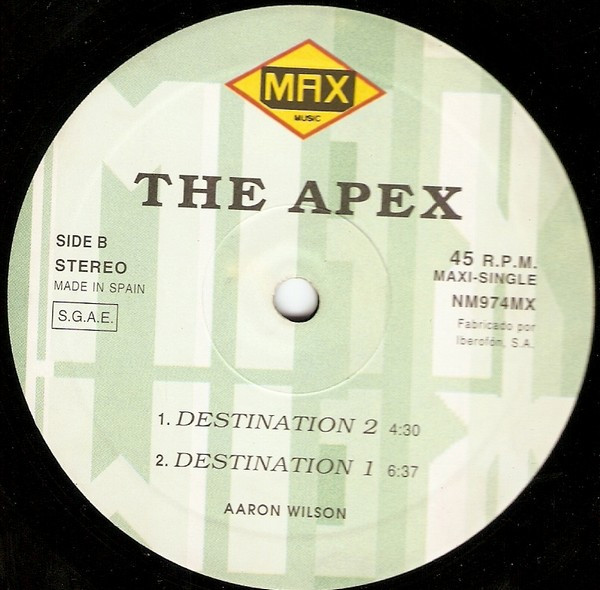 MAX
MUSIC
THE APEX
SIDE B
STEREO
MADE IN SPAIN
S.G.A.E.
45 R.P.M.
MAXI-SINGLE
NM974MX
Fabricado por
Iberofón, S.A.
1. DESTINATION 2 4:30
2. DESTINATION 1 6:37
AARON WILSON